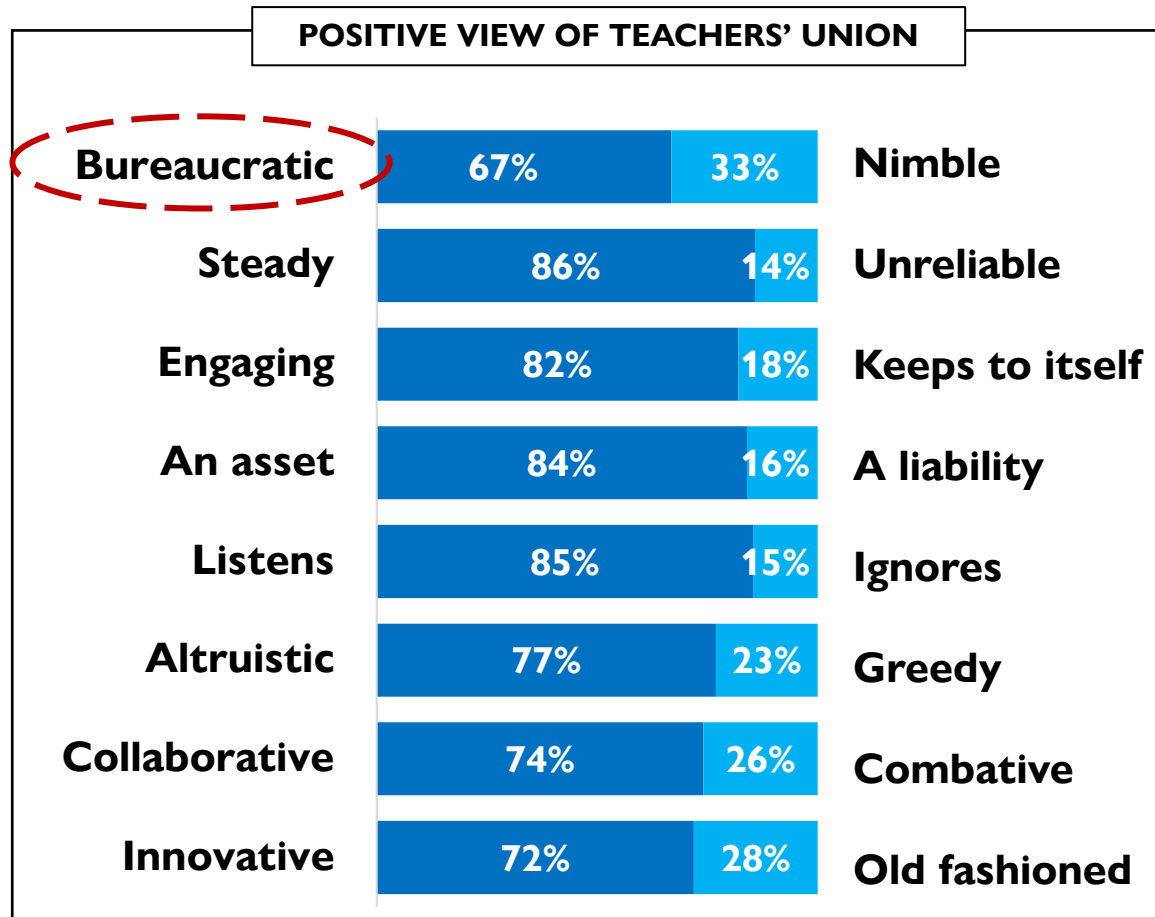 POSITIVE VIEW OF TEACHERS’ UNION
Bureaucratic 67% 33% Nimble
Steady 86% 14% Unreliable
Engaging 82% 18% Keeps to itself
An asset 84% 16% A liability
Listens 85% 15% Ignores
Altruistic 77% 23% Greedy
Collaborative 74% 26% Combative
Innovative 72% 28% Old fashioned